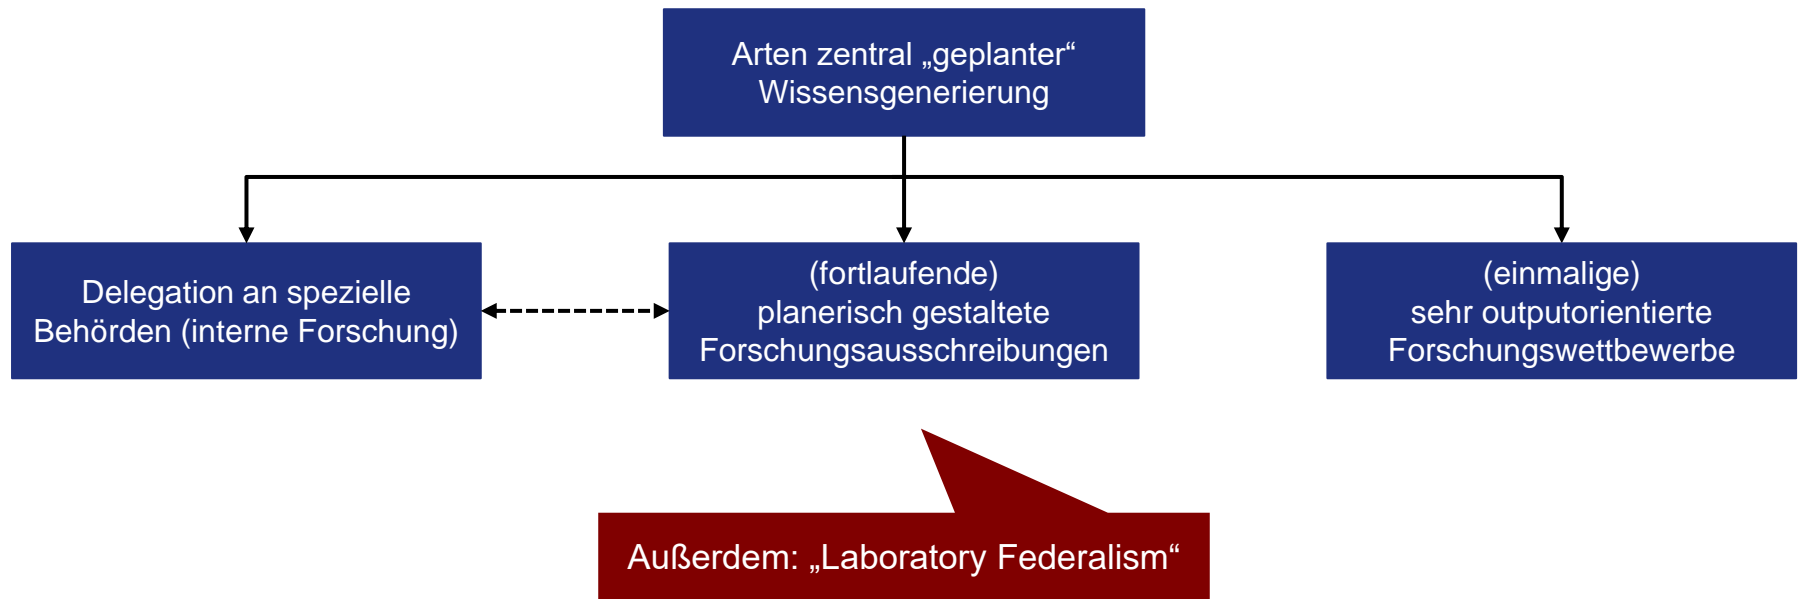 Arten zentral „geplanter“
Wissensgenerierung
Delegation an spezielle
Behörden (interne Forschung)
(fortlaufende)
planerisch gestaltete
Forschungsausschreibungen
(einmalige)
sehr outputorientierte
Forschungswettbewerbe
Außerdem: „Laboratory Federalism“